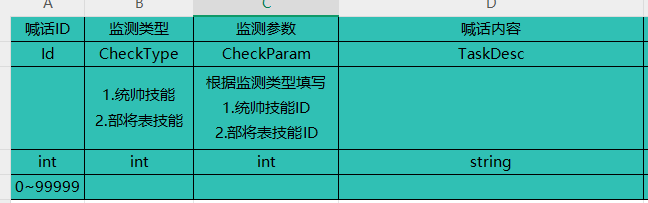 A B C D
喊话ID 监测类型 监测参数 喊话内容
Id CheckType CheckParam TaskDesc
根据监测类型填写
1.统帅技能 1.统帅技能ID
2.部将表技能 2.部将表技能ID
int int int string
0~99999